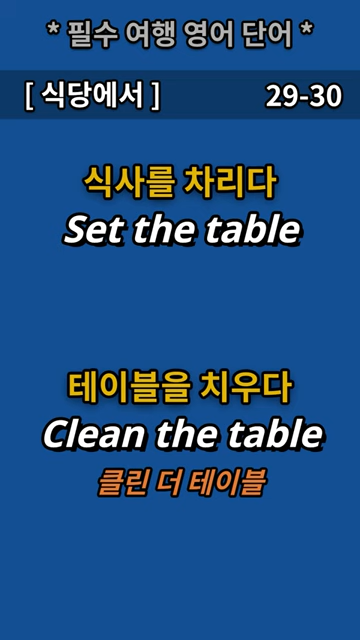 * 필수 여행 영어 단어 *
[ 식당에서 ] 29-30
식사를 차리다
Set the table
테이블을 치우다
Clean the table
클린 더 테이블